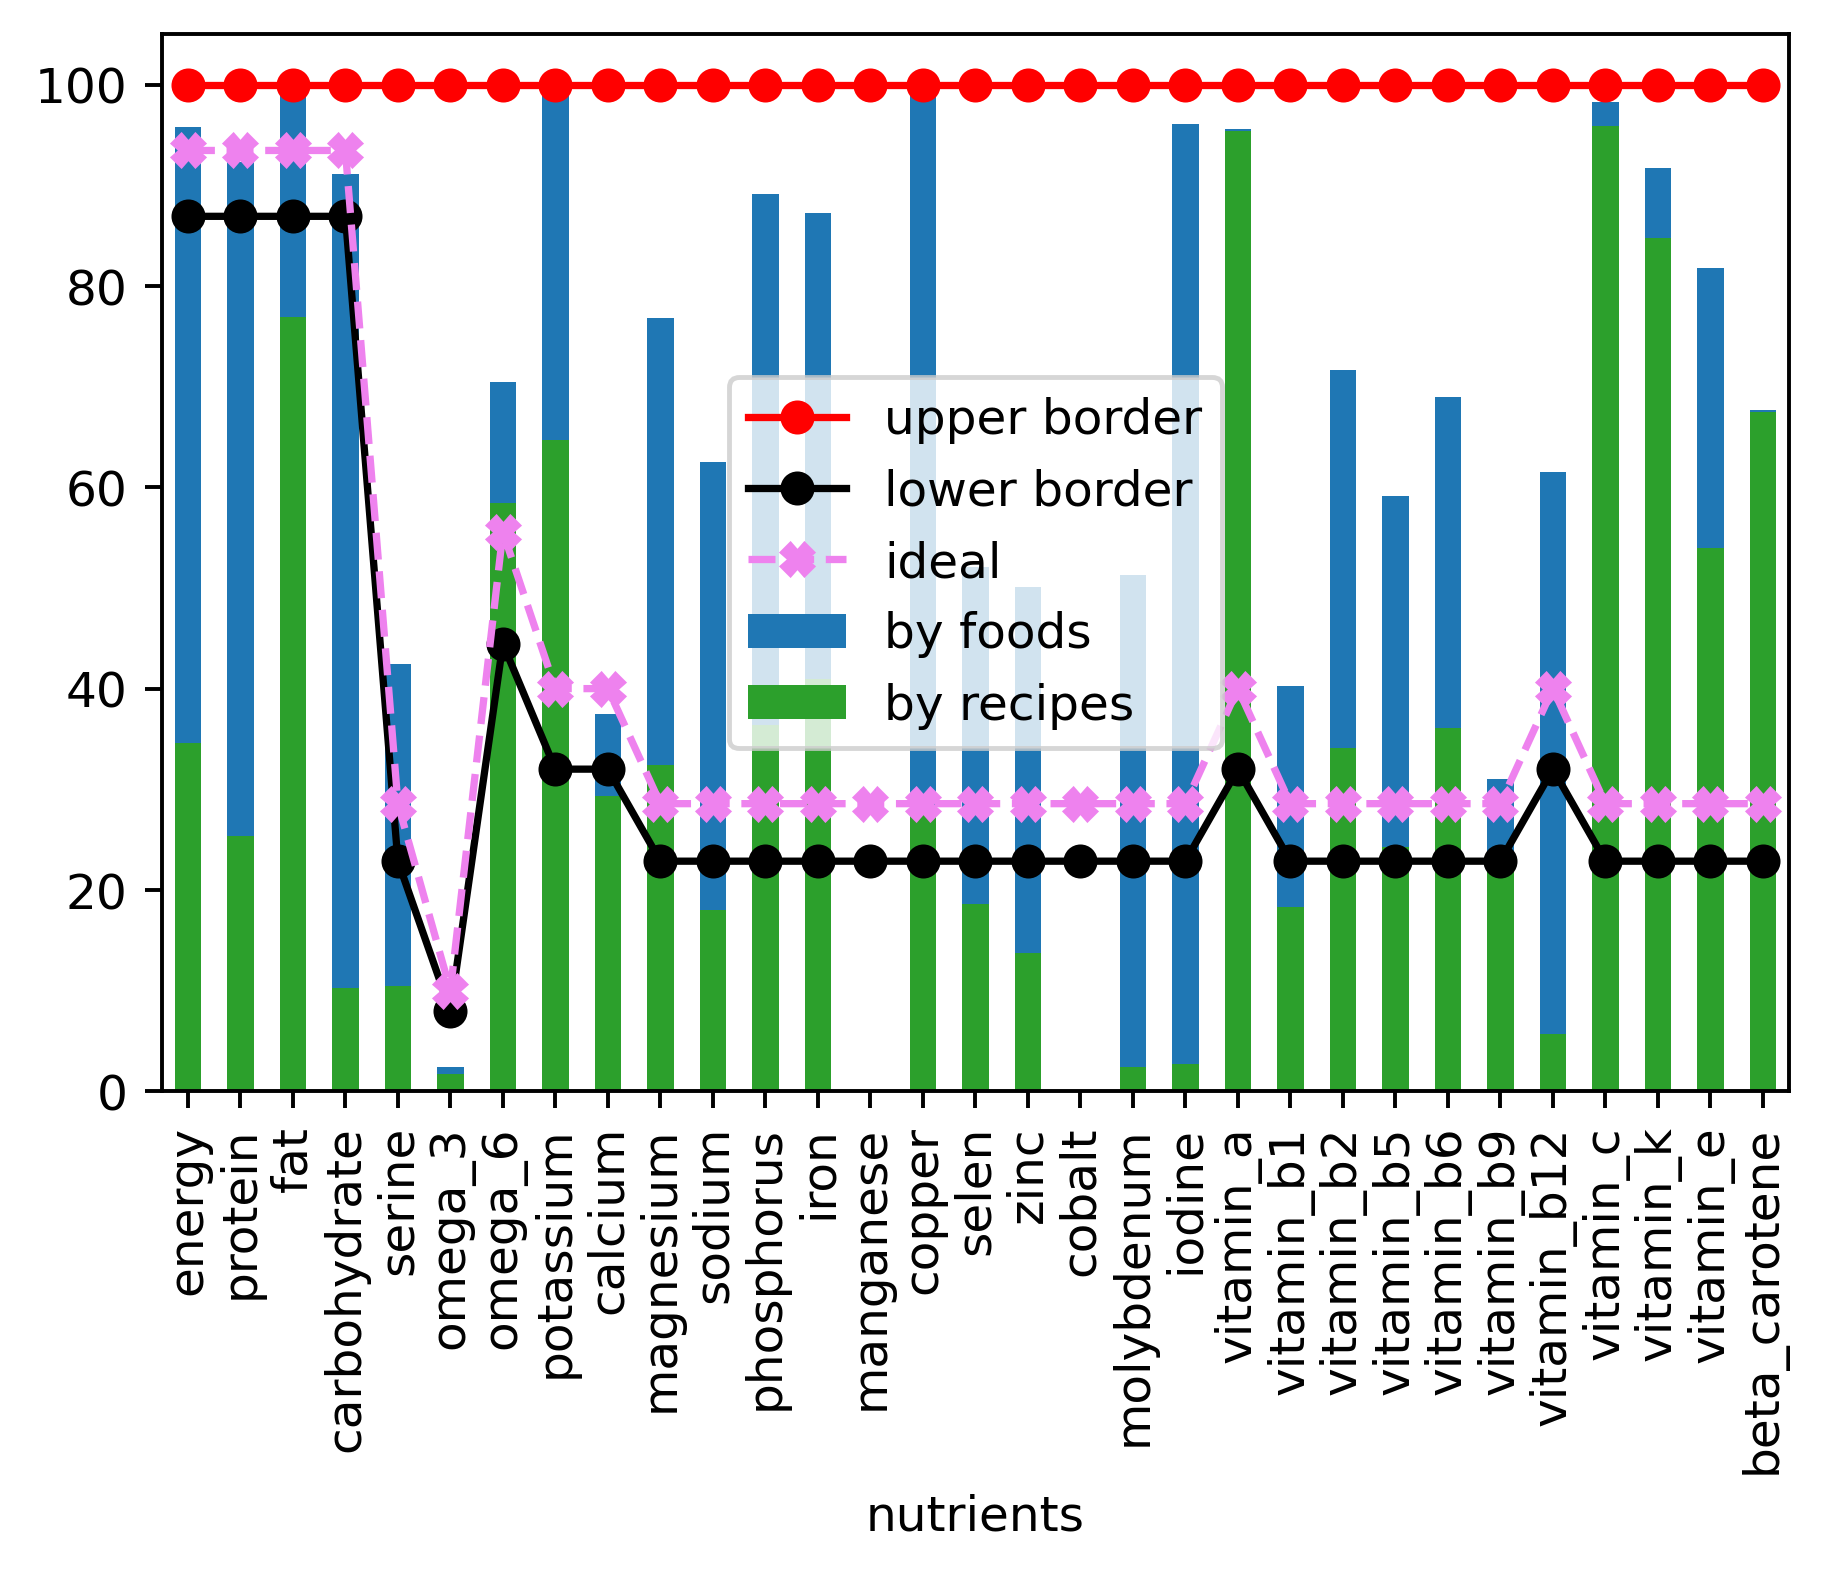 100
80
60
40
20
0
upper border
lower border
ideal
by foods
by recipes
energy
protein
fat
carbohydrate
serine
omega_3
omega_6
potassium
calcium
magnesium
sodium
phosphorus
iron
manganese
copper
selen
zinc
cobalt
molybdenum
iodine
vitamin_a
vitamin_b1
vitamin_b2
vitamin_b5
vitamin_b6
vitamin_b9
vitamin_b12
vitamin_c
vitamin_k
vitamin_e
beta_carotene
nutrients